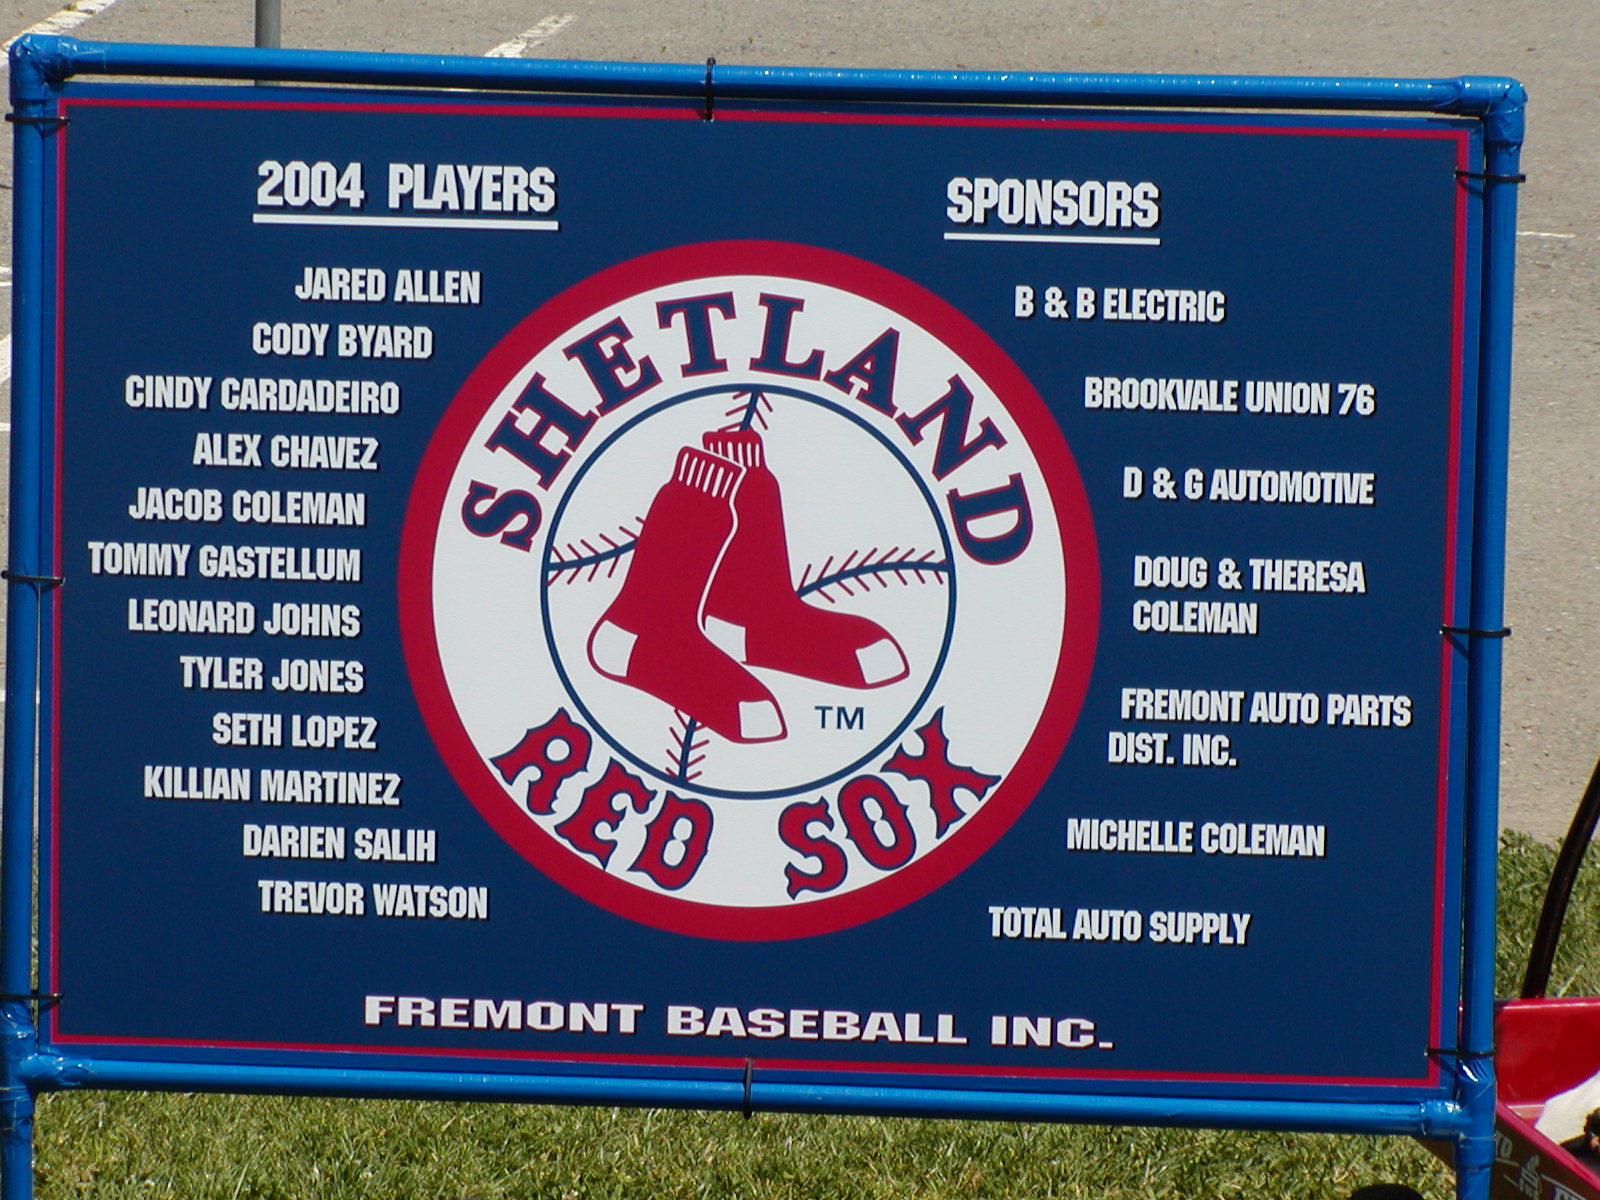 2004 PLAYERS
JARED ALLEN
CODY BYARD
CINDY CARDADEIRO
ALEX CHAVEZ
JACOB COLEMAN
TOMMY GASTELLUM
LEONARD JOHNS
TYLER JONES
SETH LOPEZ
KILLIAN MARTINEZ
DARIEN SALIH
TREVOR WATSON
SHETLAND
TM
RED SOX
SPONSORS
B & B ELECTRIC
BROOKVALE UNION 76
D & G AUTOMOTIVE
DOUG & THERESA
COLEMAN
FREMONT AUTO PARTS
DIST. INC.
MICHELLE COLEMAN
TOTAL AUTO SUPPLY
FREMONT BASEBALL INC.